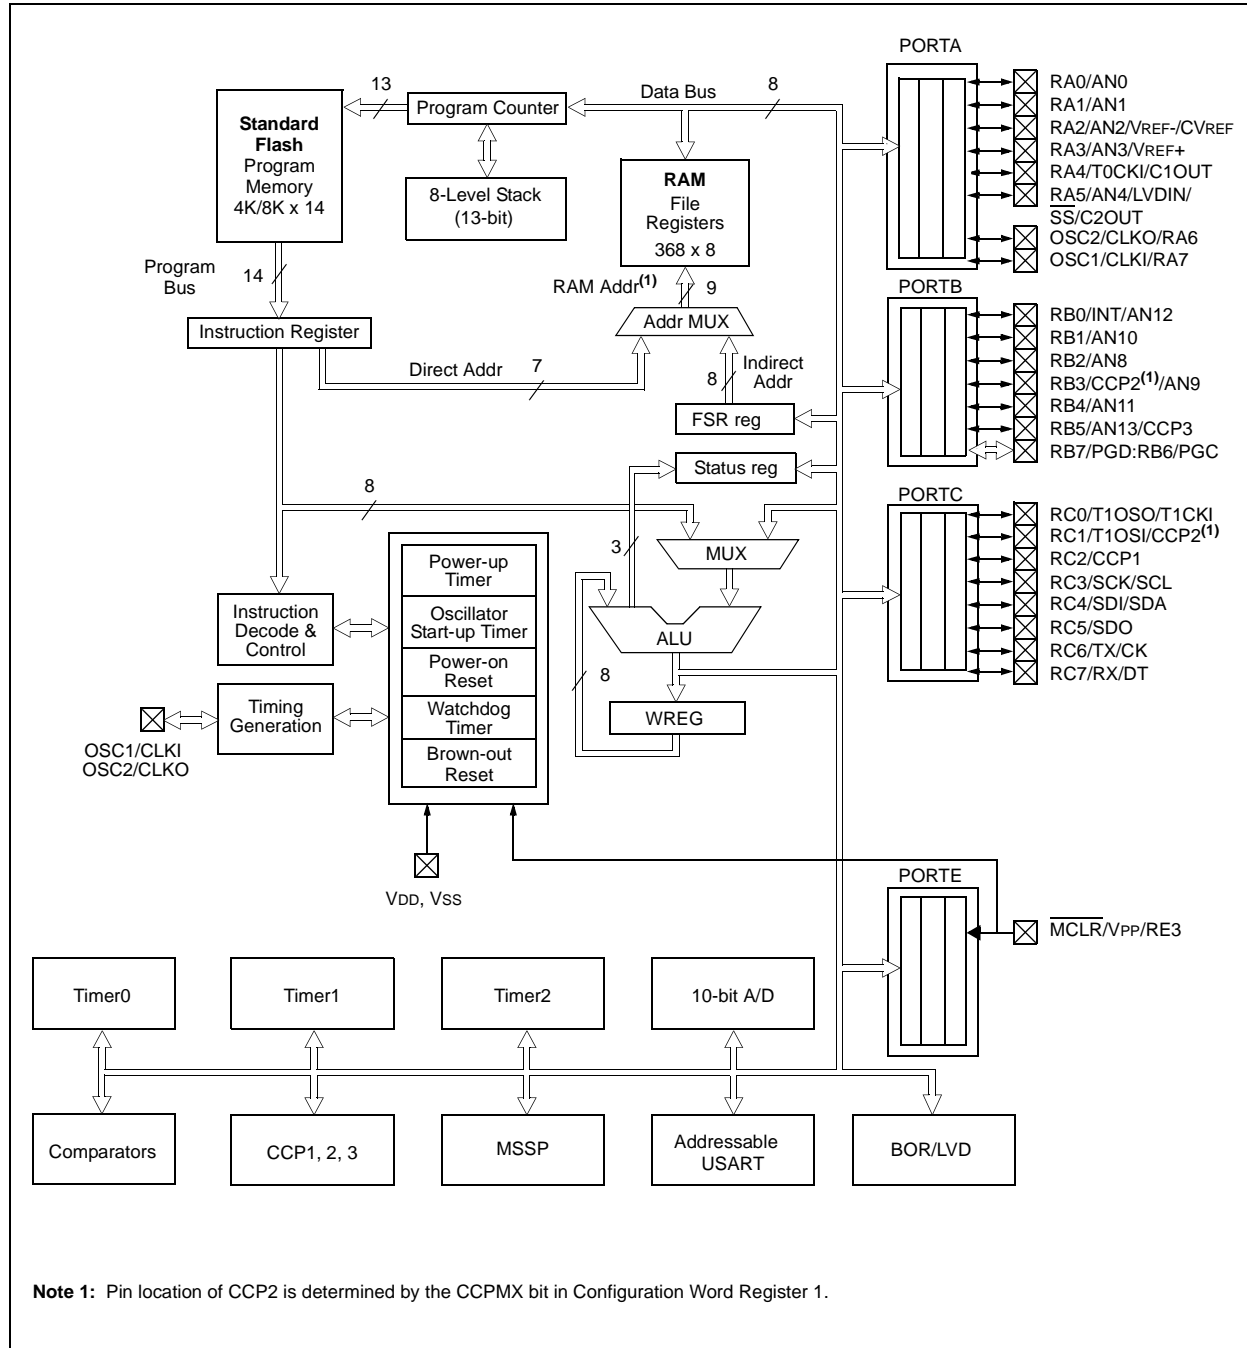 PORTA
13
Data Bus
8
Program Counter
Standard
Flash
Program
Memory
4K/8K x 14
8-Level Stack
(13-bit)
RAM
File
Registers
368 x 8
RA0/AN0
RA1/AN1
RA2/AN2/VREF-/CVREF
RA3/AN3/VREF+
RA4/T0CKI/C1OUT
RA5/AN4/LVDIN/
SS/C2OUT
OSC2/CLKO/RA6
OSC1/CLKI/RA7
Program
Bus
14
RAM Addr(1)
9
Addr MUX
Instruction Register
Direct Addr
7
8
Indirect
Addr
FSR reg
Status reg
PORTB
RB0/INT/AN12
RB1/AN10
RB2/AN8
RB3/CCP2(1)/AN9
RB4/AN11
RB5/AN13/CCP3
RB7/PGD:RB6/PGC
8
3
MUX
ALU
8
WREG
PORTC
RC0/T1OSO/T1CKI
RC1/T1OSI/CCP2(1)
RC2/CCP1
RC3/SCK/SCL
RC4/SDI/SDA
RC5/SDO
RC6/TX/CK
RC7/RX/DT
Power-up
Timer
Oscillator
Start-up Timer
Power-on
Reset
Watchdog
Timer
Brown-out
Reset
Instruction
Decode &
Control
Timing
Generation
OSC1/CLKI
OSC2/CLKO
VDD, VSS
PORTE
MCLR/VPP/RE3
Timer0
Timer1
Timer2
10-bit A/D
Comparators
CCP1, 2, 3
MSSP
Addressable
USART
BOR/LVD
Note 1: Pin location of CCP2 is determined by the CCPMX bit in Configuration Word Register 1.